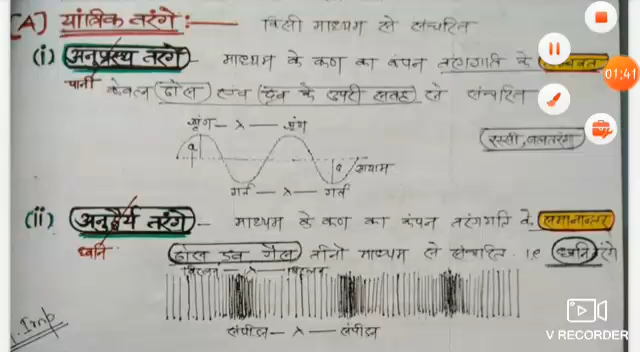 [A] यांत्रिक तरंगे :— किसी माध्यम से संचरित
(i) अनुप्रस्थ तरंगे — माध्यम के कण का कंपन तरंगगति के
पानी केवल ठोस एवं द्रव के उपरी सतह से संचरित
शृंग — λ — शृंग
रस्सी, जलतरंग
a
a आयाम
गर्त — λ — गर्त
(ii) अनुदैर्य तरंगे — माध्यम के कण का कंपन तरंगगति के समानान्तर
ध्वनि ठोस द्रव गैस तीनो माध्यम से संचरित i.e ध्वनि तरंगे
विरलन — λ — विरलन
संपीडन — λ — संपीडन
Imp
01:41
V RECORDER